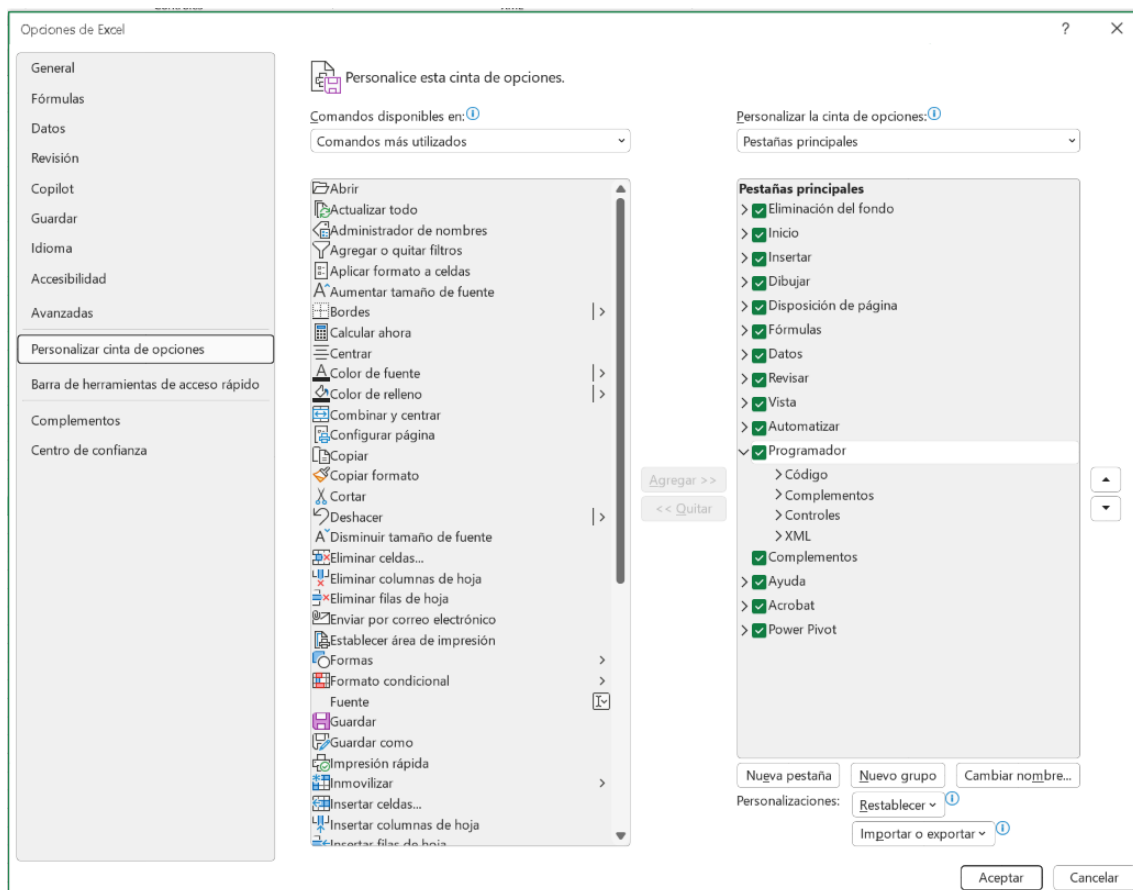 Opciones de Excel
?
General
Fórmulas
Datos
Revisión
Copilot
Guardar
Idioma
Accesibilidad
Avanzadas
Personalizar cinta de opciones
Barra de herramientas de acceso rápido
Complementos
Centro de confianza
Personalice esta cinta de opciones.
Comandos disponibles en:
Comandos más utilizados
Abrir
Actualizar todo
Administrador de nombres
Agregar o quitar filtros
Aplicar formato a celdas
Aumentar tamaño de fuente
Bordes
Calcular ahora
Centrar
Color de fuente
Color de relleno
Combinar y centrar
Configurar página
Copiar
Copiar formato
Cortar
Deshacer
Disminuir tamaño de fuente
Eliminar celdas...
Eliminar columnas de hoja
Eliminar filas de hoja
Enviar por correo electrónico
Establecer área de impresión
Formas
Formato condicional
Fuente
Guardar
Guardar como
Impresión rápida
Inmovilizar
Insertar celdas...
Insertar columnas de hoja
Insertar filas de hoja
Agregar >>
<< Quitar
Personalizar la cinta de opciones:
Pestañas principales
Pestañas principales
Eliminación del fondo
Inicio
Insertar
Dibujar
Disposición de página
Fórmulas
Datos
Revisar
Vista
Automatizar
Programador
Código
Complementos
Controles
XML
Complementos
Ayuda
Acrobat
Power Pivot
Nueva pestaña
Nuevo grupo
Cambiar nombre...
Personalizaciones:
Restablecer
Importar o exportar
Aceptar
Cancelar